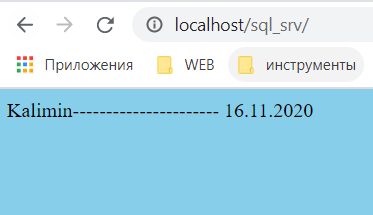 localhost/sql_srv/
Приложения WEB инструменты
Kalimin---------------------- 16.11.2020